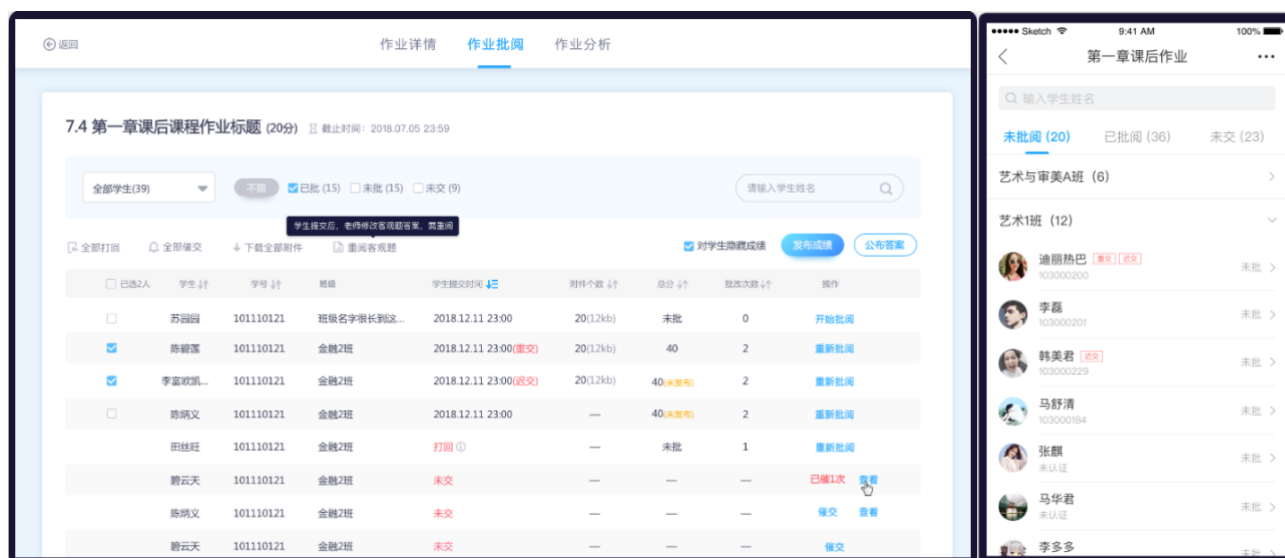 返回
作业详情 作业批阅 作业分析
7.4 第一章课后课程作业标题 (20分) 截止时间：2018.07.05 23:59
全部学生(39) 不限 已批 (15) 未批 (15) 未交 (9) 请输入学生姓名
学生提交后，老师修改客观题答案，需重阅
全部打回 全部催交 下载全部附件 重阅客观题 对学生隐藏成绩 发布成绩 公布答案
已选2人 学生 学号 班级 学生提交时间 附件个数 总分 批改次数 操作
苏园园 101110121 班级名字很长到这... 2018.12.11 23:00 20(12kb) 未批 0 开始批阅
陈碧莲 101110121 金融2班 2018.12.11 23:00(重交) 20(12kb) 40 2 重新批阅
李富欧凯... 101110121 金融2班 2018.12.11 23:00(迟交) 20(12kb) 40(未发布) 2 重新批阅
陈炳义 101110121 金融2班 2018.12.11 23:00 — 40(未发布) 2 重新批阅
田丝旺 101110121 金融2班 打回 — 未批 1 重新批阅
碧云天 101110121 金融2班 未交 — — — 已催1次 查看
陈炳义 101110121 金融2班 未交 — — — 催交 查看
碧云天 101110121 金融2班 未交 — — — 催交
Sketch 9:41 AM 100%
第一章课后作业
输入学生姓名
未批阅 (20) 已批阅 (36) 未交 (23)
艺术与审美A班 (6)
艺术1班 (12)
迪丽热巴 重交 迟交 未批
103000200
李磊 未批
103000201
韩美君 迟交 未批
103000229
马舒清 未批
103000184
张麒 未批
未认证
马华君 未批
未认证
李多多 未批